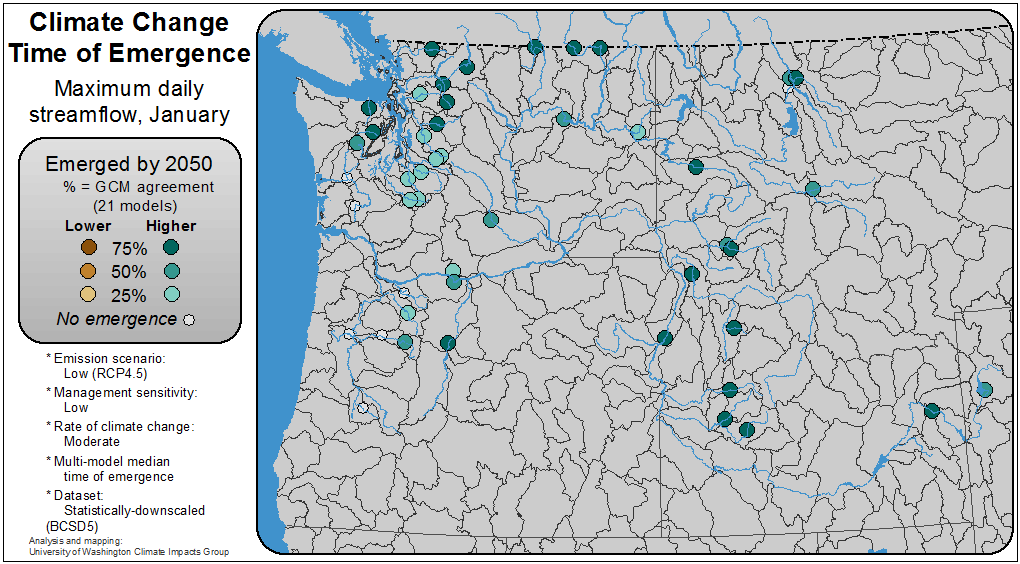 Climate Change
Time of Emergence
Maximum daily
streamflow, January
Emerged by 2050
% = GCM agreement
(21 models)
Lower Higher
75%
50%
25%
No emergence
* Emission scenario:
Low (RCP4.5)
* Management sensitivity:
Low
* Rate of climate change:
Moderate
* Multi-model median
time of emergence
* Dataset:
Statistically-downscaled
(BCSD5)
Analysis and mapping:
University of Washington Climate Impacts Group